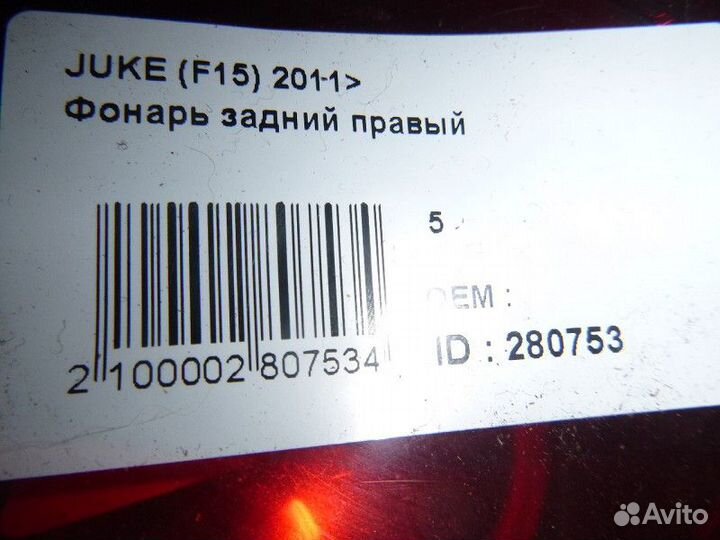 JUKE (F15) 2011>
Фонарь задний правый
5
OEM :
ID : 280753
2 100002 807534
Avito